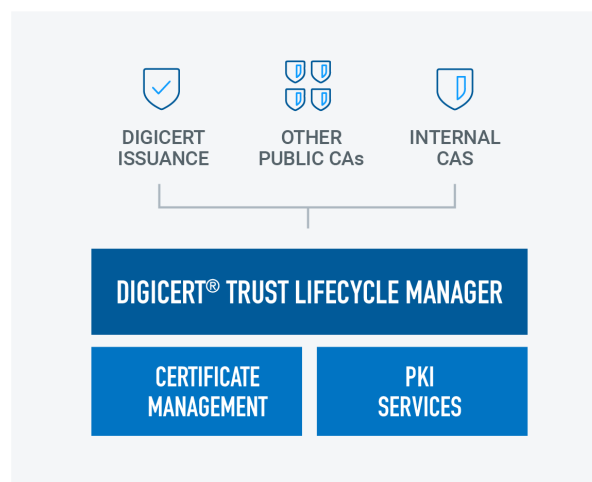 DIGICERT
ISSUANCE
OTHER
PUBLIC CAs
INTERNAL
CAS
DIGICERT® TRUST LIFECYCLE MANAGER
CERTIFICATE
MANAGEMENT
PKI
SERVICES